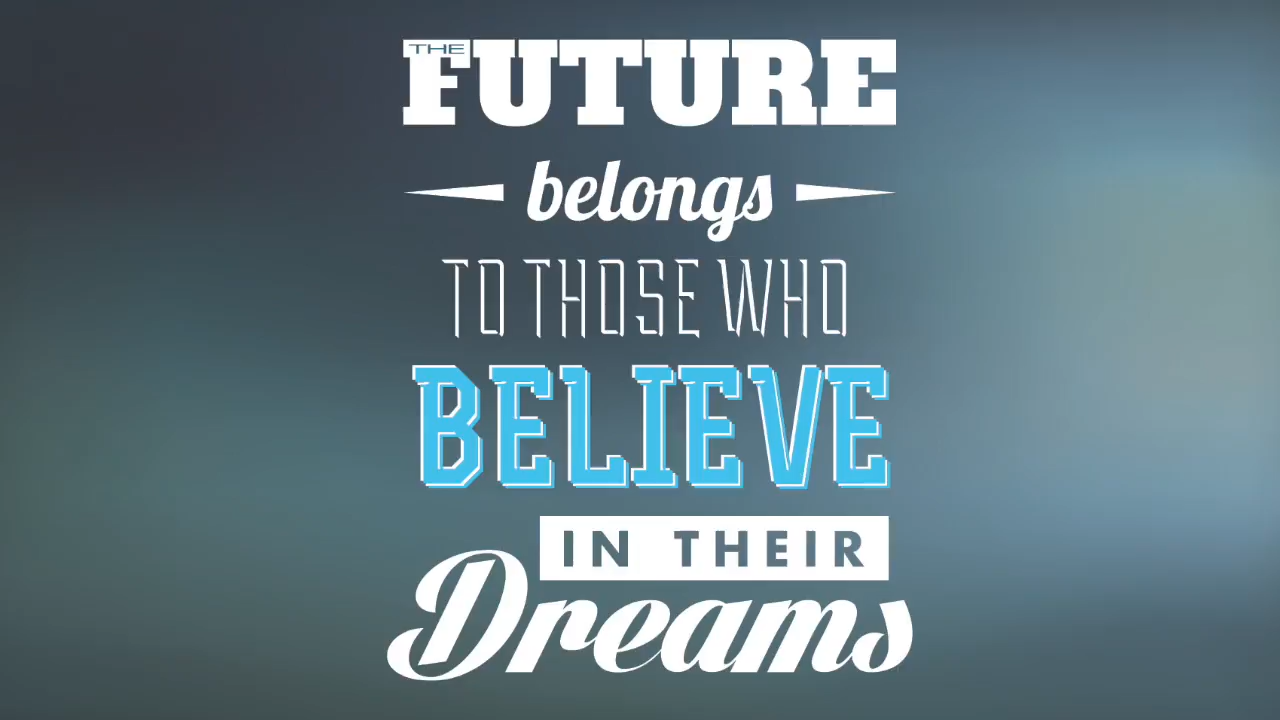 THE
FUTURE
belongs
TO THOSE WHO
BELIEVE
IN THEIR
Dreams